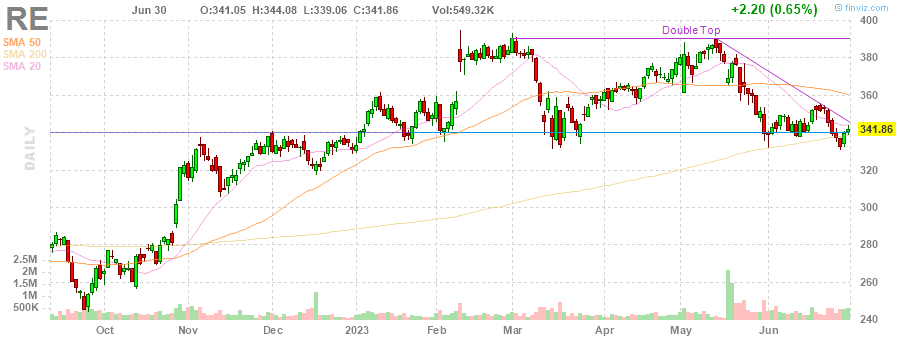 RE
Jun 30
O:341.05 H:344.08 L:339.06 C:341.86
Vol:549.32K
+2.20 (0.65%)
© finviz.com
SMA 50
SMA 200
SMA 20
Double Top
400
380
360
341.86
320
300
280
260
240
DAILY
2.5M
2M
1.5M
1M
500K
Oct
Nov
Dec
2023
Feb
Mar
Apr
May
Jun